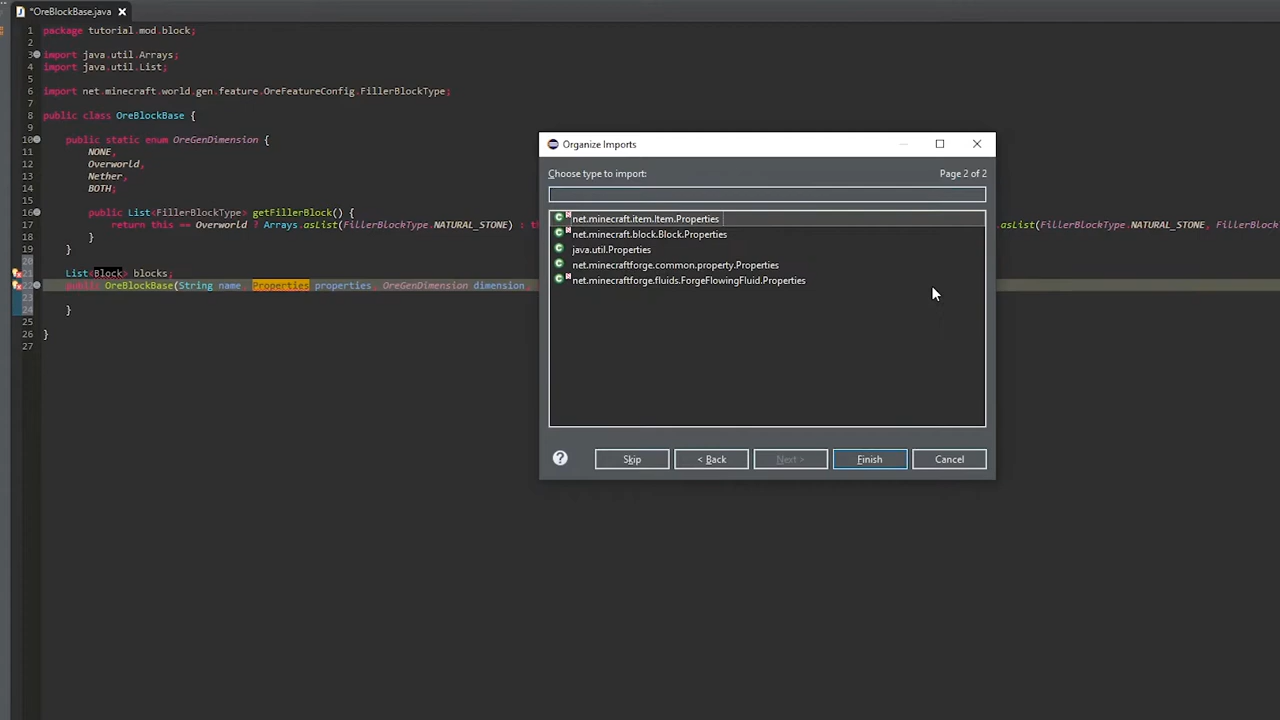 *OreBlockBase.java
1 package tutorial.mod.block;
2
3 import java.util.Arrays;
4 import java.util.List;
5
6 import net.minecraft.world.gen.feature.OreFeatureConfig.FillerBlockType;
7
8 public class OreBlockBase {
9
10 public static enum OreGenDimension {
11 NONE,
12 Overworld,
13 Nether,
14 BOTH;
15
16 public List<FillerBlockType> getFillerBlock() {
17 return this == Overworld ? Arrays.asList(FillerBlockType.NATURAL_STONE) : th
.asList(FillerBlockType.NATURAL_STONE, FillerBlock
18 }
19 }
20
21 List<Block> blocks;
22 public OreBlockBase(String name, Properties properties, OreGenDimension dimension,
23
24 }
25
26 }
27
Organize Imports
Choose type to import:
Page 2 of 2
net.minecraft.item.Item.Properties
net.minecraft.block.Block.Properties
java.util.Properties
net.minecraftforge.common.property.Properties
net.minecraftforge.fluids.ForgeFlowingFluid.Properties
? Skip < Back Next > Finish Cancel